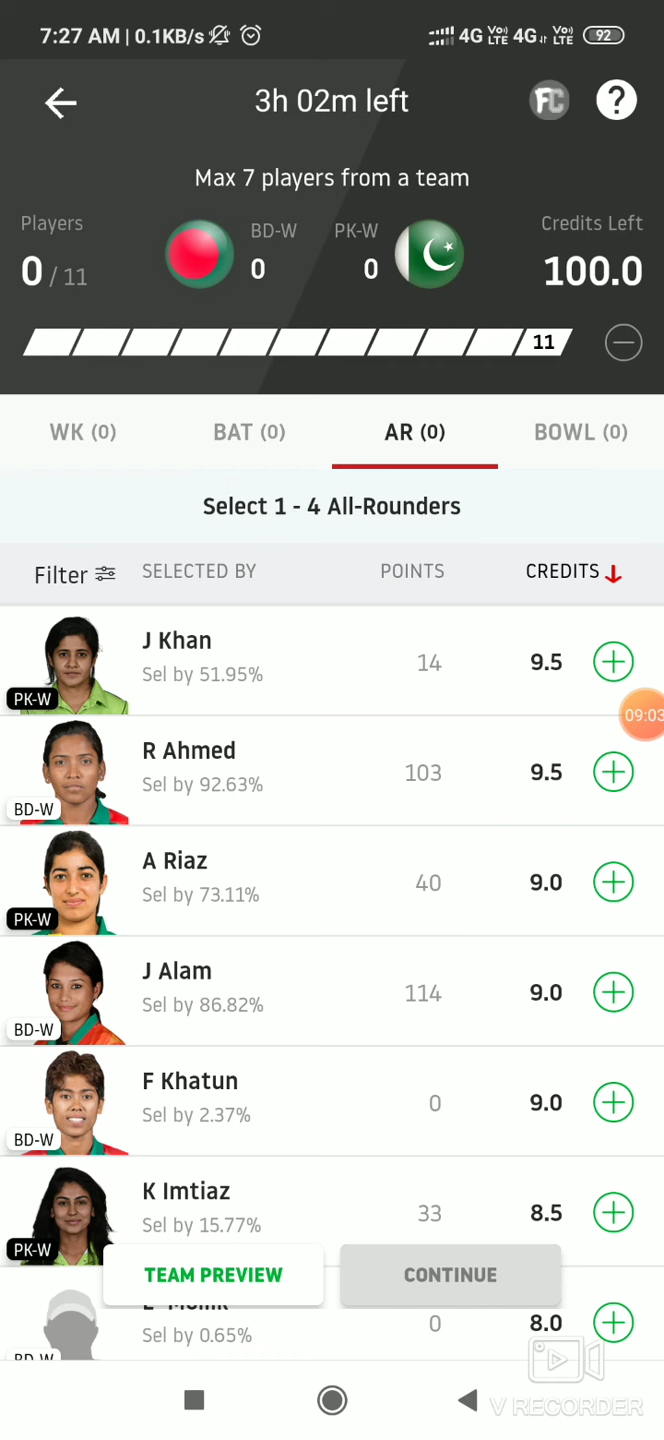 7:27 AM | 0.1KB/s 4G Vo) LTE 4G Vo) LTE 92
3h 02m left FC ?
Max 7 players from a team
Players BD-W PK-W Credits Left
0 / 11 0 0 100.0
11
WK (0) BAT (0) AR (0) BOWL (0)
Select 1 - 4 All-Rounders
Filter SELECTED BY POINTS CREDITS
J Khan
Sel by 51.95% 14 9.5
PK-W
09:03
R Ahmed
Sel by 92.63% 103 9.5
BD-W
A Riaz
Sel by 73.11% 40 9.0
PK-W
J Alam
Sel by 86.82% 114 9.0
BD-W
F Khatun
Sel by 2.37% 0 9.0
BD-W
K Imtiaz
Sel by 15.77% 33 8.5
PK-W
TEAM PREVIEW CONTINUE
Sel by 0.65% 0 8.0
BD-W
V RECORDER